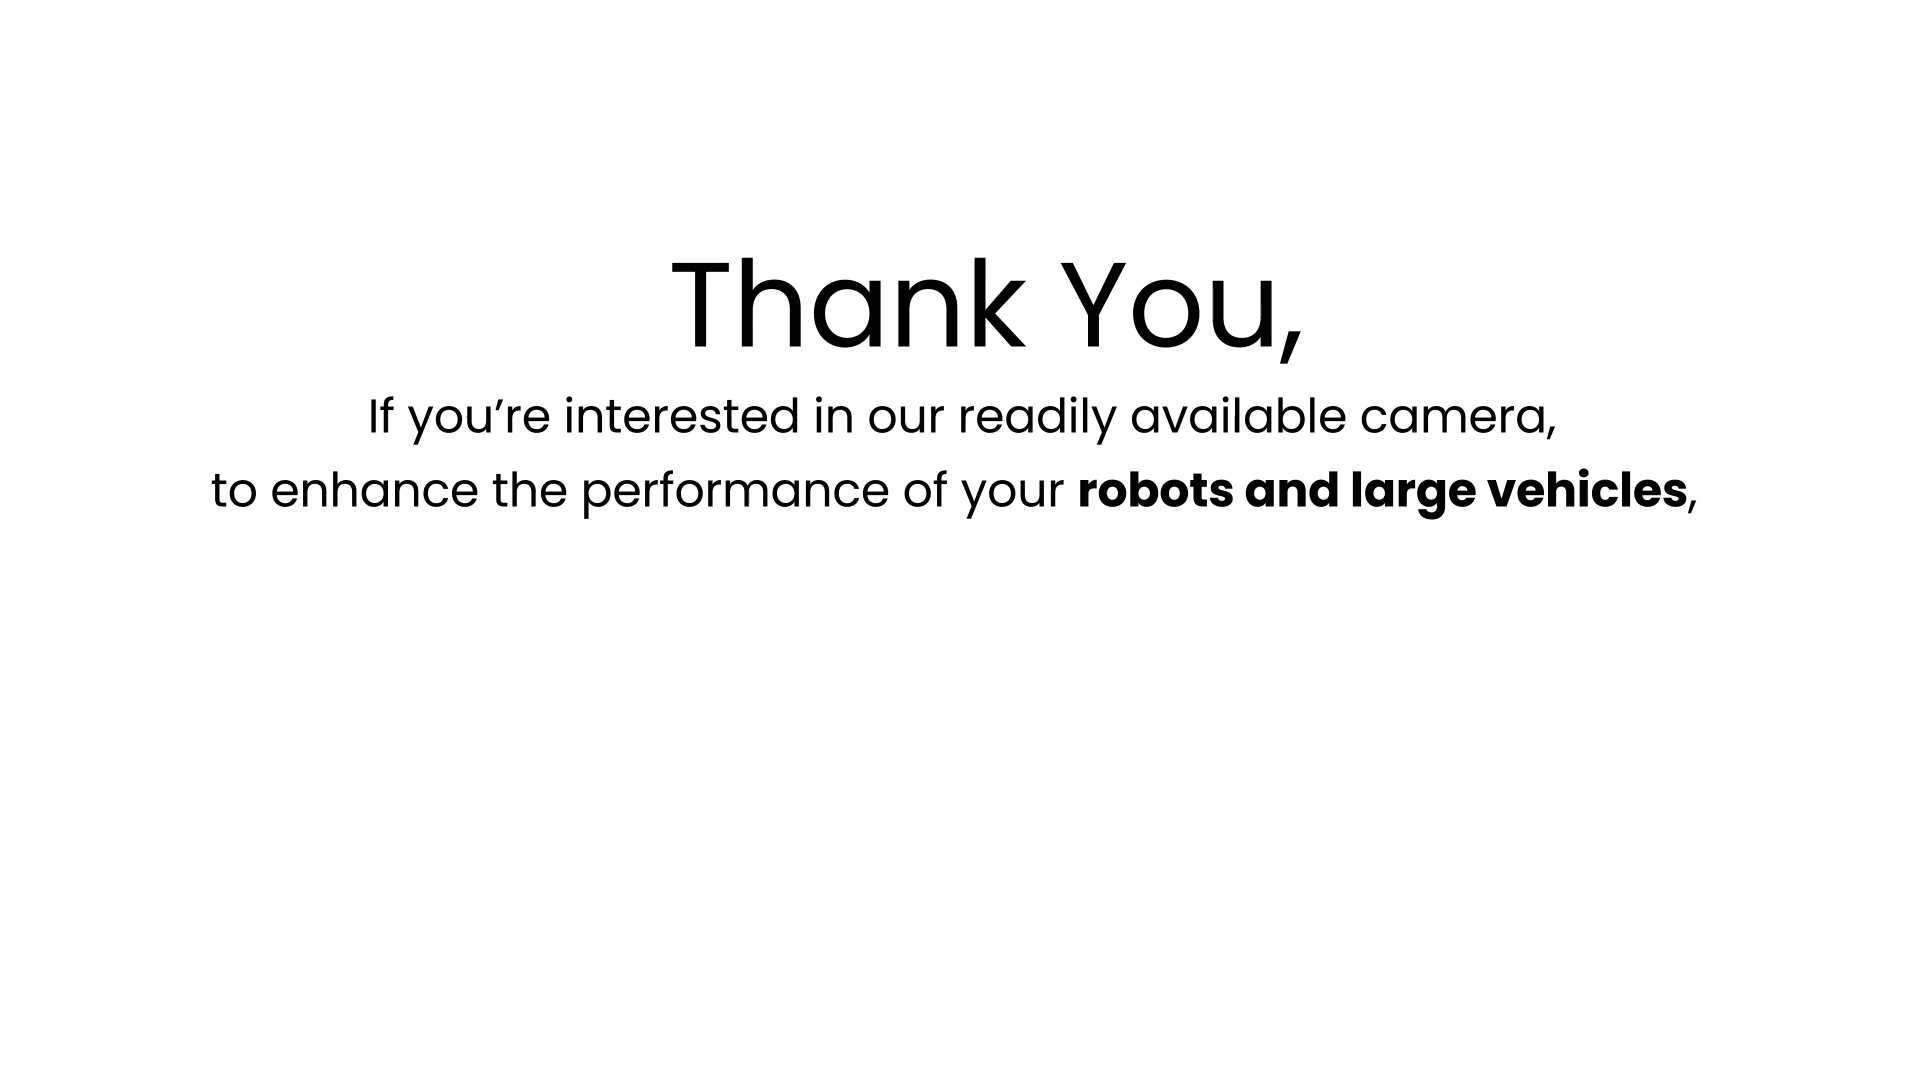 Thank You,
If you’re interested in our readily available camera,
to enhance the performance of your robots and large vehicles,